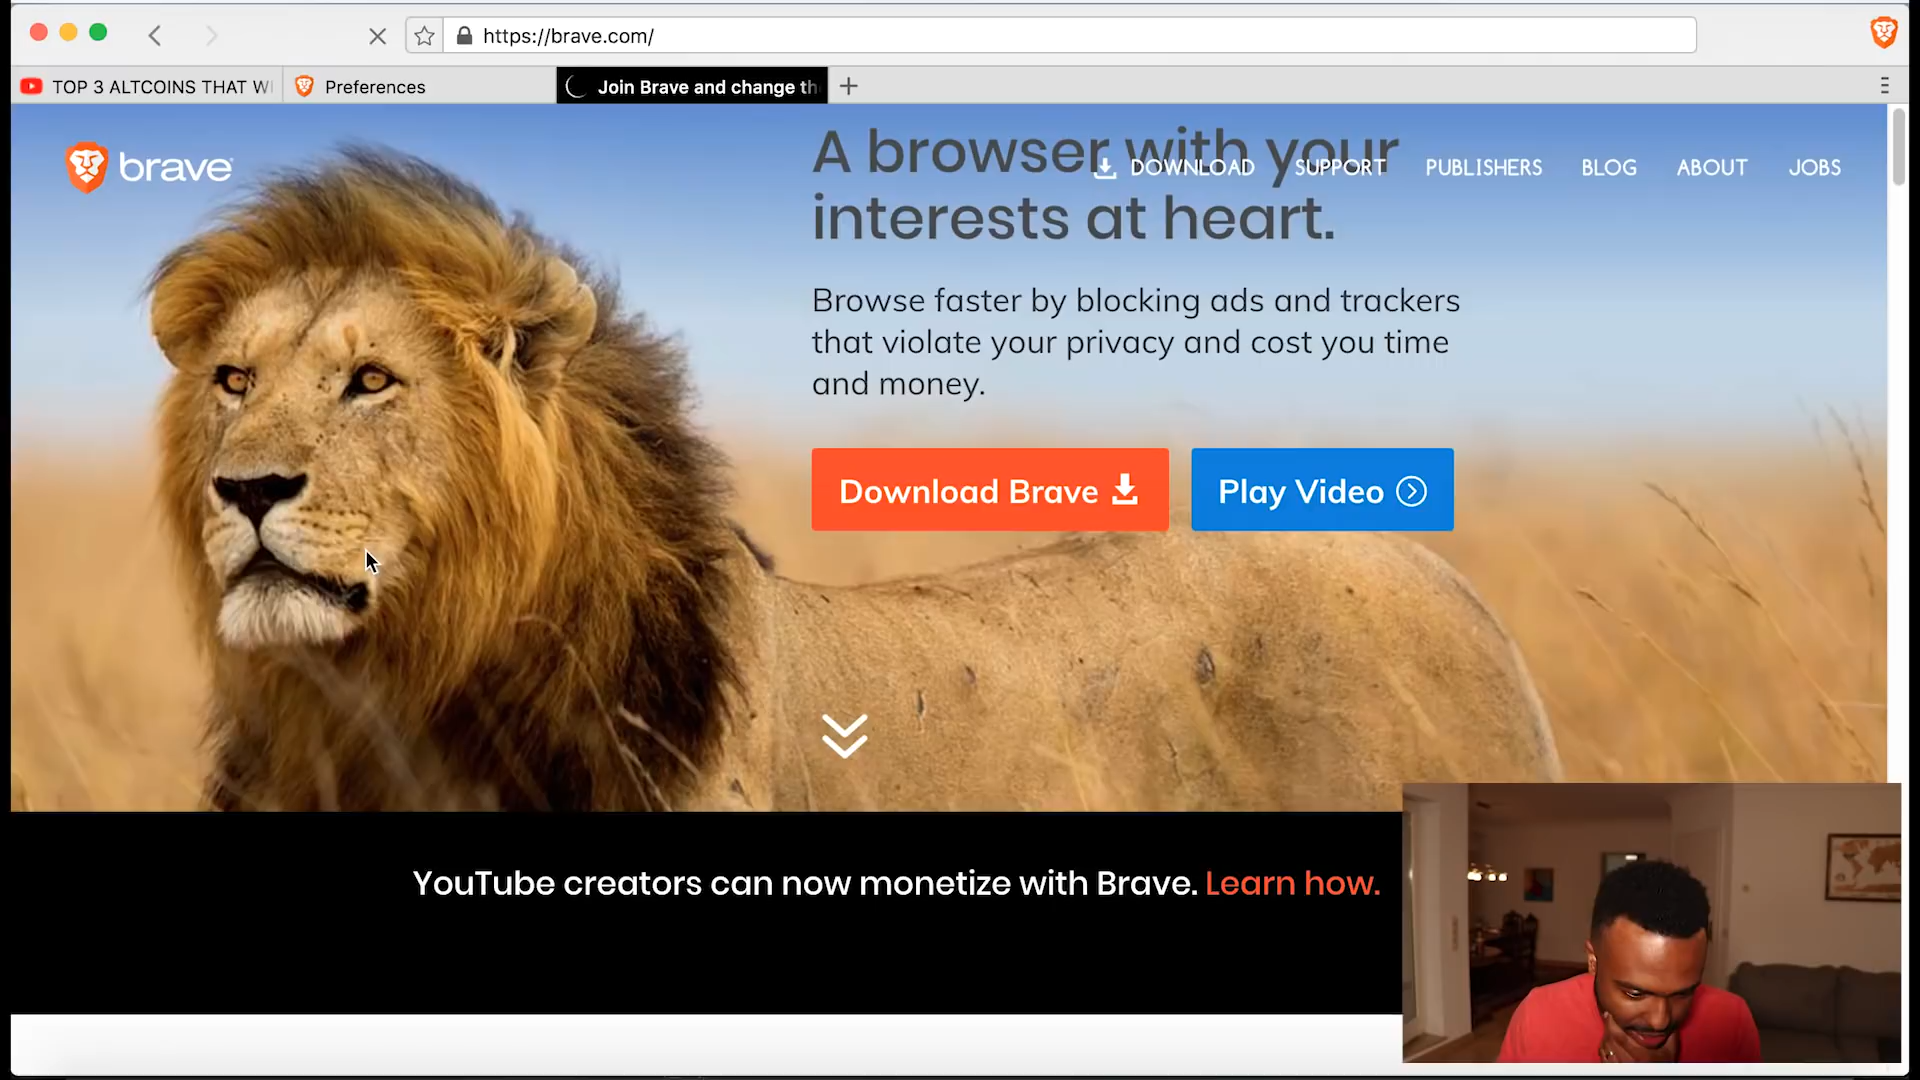 https://brave.com/
TOP 3 ALTCOINS THAT WI
Preferences
Join Brave and change th
brave
DOWNLOAD
SUPPORT
PUBLISHERS
BLOG
ABOUT
JOBS
A browser with your
interests at heart.
Browse faster by blocking ads and trackers
that violate your privacy and cost you time
and money.
Download Brave
Play Video
YouTube creators can now monetize with Brave. Learn how.